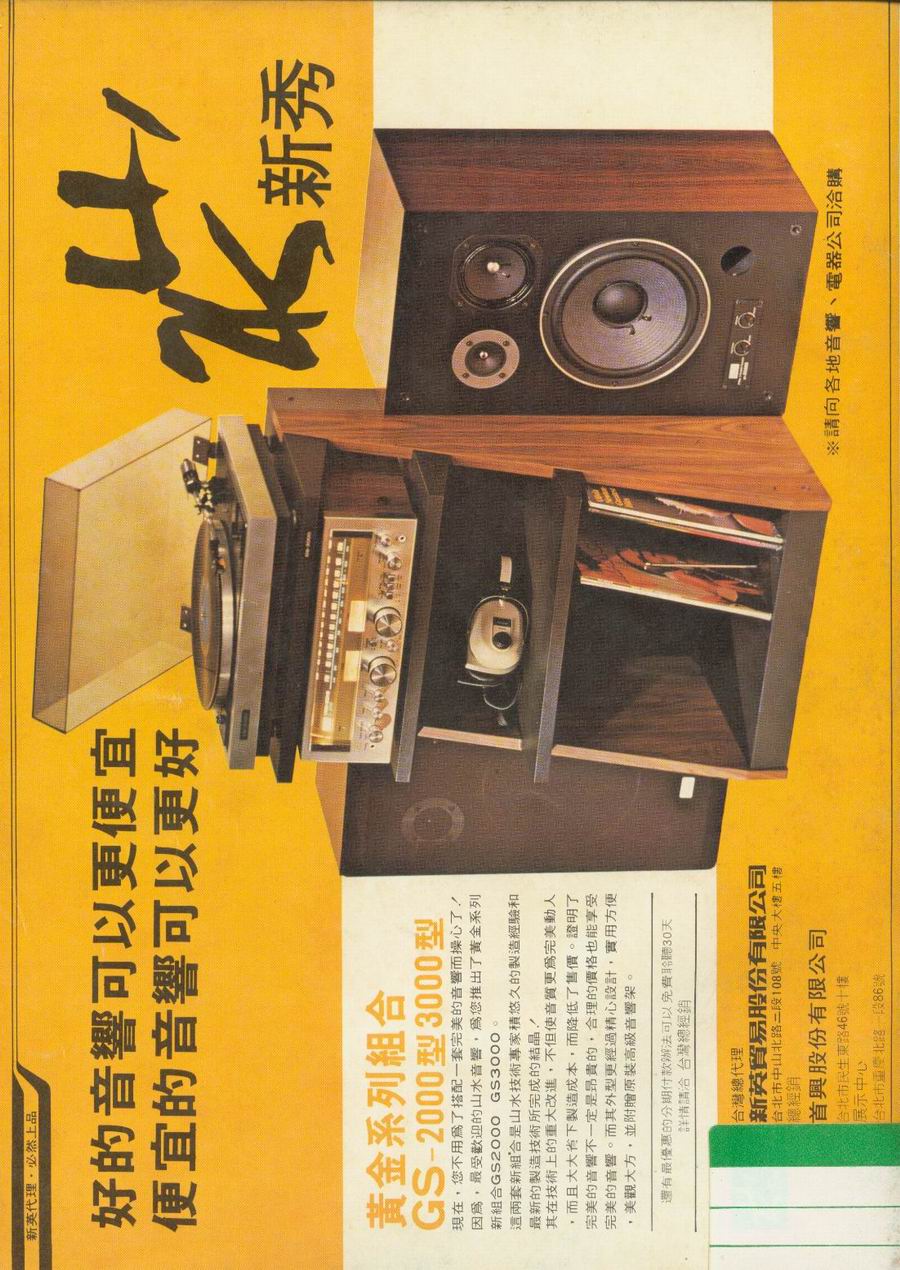 新英代理・必然上品
好的音響可以更便宜
便宜的音響可以更好
山水
新秀
黃金系列組合
GS-2000型3000型
現在，您不用爲了搭配一套完美的音響而操心了！
因爲，最受歡迎的山水音響，爲您推出了黃金系列
新組合GS2000 GS3000。
這兩套新組合是山水技術專家積悠久的製造經驗和
最新的製造技術所完成的結晶！
其在技術上的重大改進，不但使音質更爲完美動人
，而且大大省下製造成本，而降低了售價。證明了
完美的音響不一定是昂貴的，合理的價格也能享受
完美的音響。而其外型更經過精心設計，實用方便
，美觀大方，並附贈原裝高級音響架。
還有最優惠的分期付款辦法可以免費聆聽30天
詳情請洽 台灣總經銷
台灣總代理
新英貿易股份有限公司
台北市中山北路二段108號 中央大樓五樓
總經銷
首興股份有限公司
台北市民生東路46號十樓
展示中心
台北市重慶北路二段86號
※請向各地音響、電器公司洽購